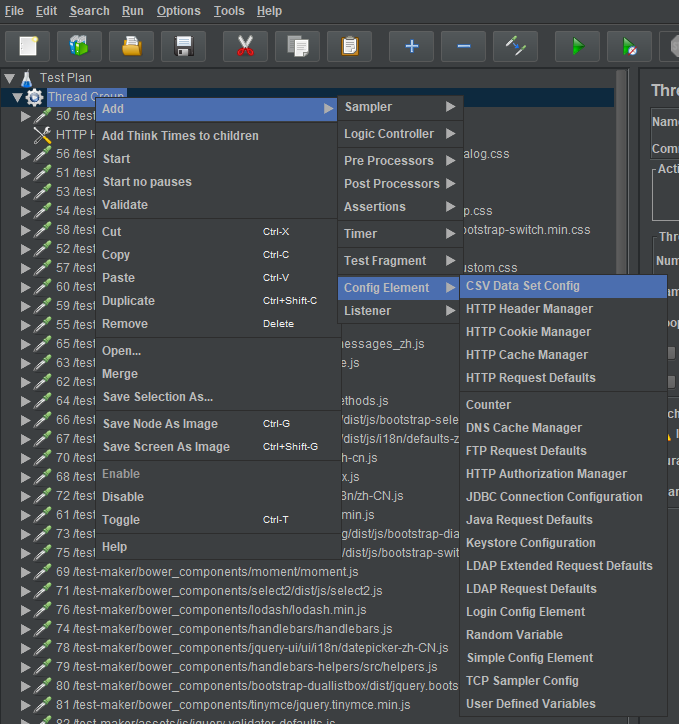 File Edit Search Run Options Tools Help
Test Plan
Thread Group
50 /test
HTTP H
56 /test
alog.css
51 /test
53 /test
54 /test
p.css
58 /test
ootstrap-switch.min.css
52 /test
57 /test
ustom.css
60 /test
59 /test
55 /test
65 /test
messages_zh.js
63 /test
e.js
62 /test
64 /test
ethods.js
66 /test
/dist/js/bootstrap-sele
67 /test
/dist/js/i18n/defaults-z
70 /test
h-cn.js
68 /test
x.js
72 /test
8n/zh-CN.js
61 /test
min.js
73 /test
g/dist/js/bootstrap-dia
75 /test
/dist/js/bootstrap-swit
69 /test-maker/bower_components/moment/moment.js
71 /test-maker/bower_components/select2/dist/js/select2.js
76 /test-maker/bower_components/lodash/lodash.min.js
74 /test-maker/bower_components/handlebars/handlebars.js
78 /test-maker/bower_components/jquery-ui/ui/i18n/datepicker-zh-CN.js
79 /test-maker/bower_components/handlebars-helpers/src/helpers.js
80 /test-maker/bower_components/bootstrap-duallistbox/dist/jquery.boots
81 /test-maker/bower_components/tinymce/jquery.tinymce.min.js
82 /test-maker/assets/js/jquery.validator-defaults.js
Add
Add Think Times to children
Start
Start no pauses
Validate
Cut Ctrl-X
Copy Ctrl-C
Paste Ctrl-V
Duplicate Ctrl+Shift-C
Remove Delete
Open...
Merge
Save Selection As...
Save Node As Image Ctrl-G
Save Screen As Image Ctrl+Shift-G
Enable
Disable
Toggle Ctrl-T
Help
Sampler
Logic Controller
Pre Processors
Post Processors
Assertions
Timer
Test Fragment
Config Element
Listener
CSV Data Set Config
HTTP Header Manager
HTTP Cookie Manager
HTTP Cache Manager
HTTP Request Defaults
Counter
DNS Cache Manager
FTP Request Defaults
HTTP Authorization Manager
JDBC Connection Configuration
Java Request Defaults
Keystore Configuration
LDAP Extended Request Defaults
LDAP Request Defaults
Login Config Element
Random Variable
Simple Config Element
TCP Sampler Config
User Defined Variables
Thre
Name
Comm
Acti
Thre
Num